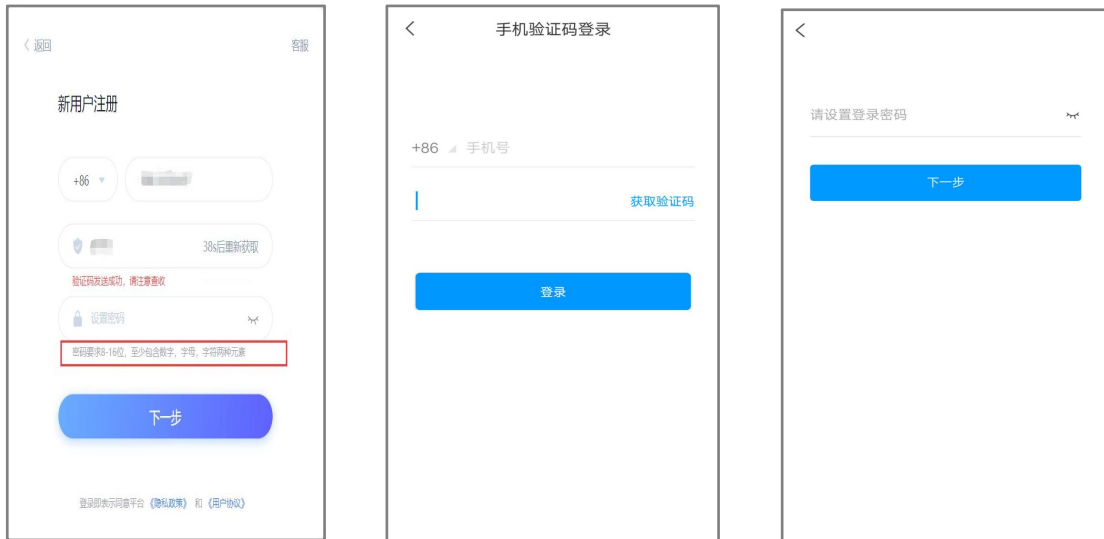 〈 返回
客服
新用户注册
+86
38s后重新获取
验证码发送成功，请注意查收
设置密码
密码要求8-16位，至少包含数字，字母，字符两种元素
下一步
登录即表示同意平台《隐私政策》 和 《用户协议》
手机验证码登录
+86 手机号
获取验证码
登录
请设置登录密码
下一步